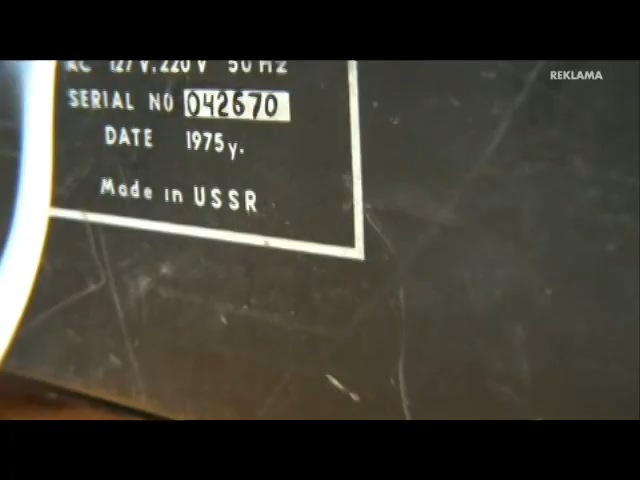 REKLAMA
AC 127 V, 220 V 50 HZ
SERIAL NO 042670
DATE 1975y.
Made in USSR